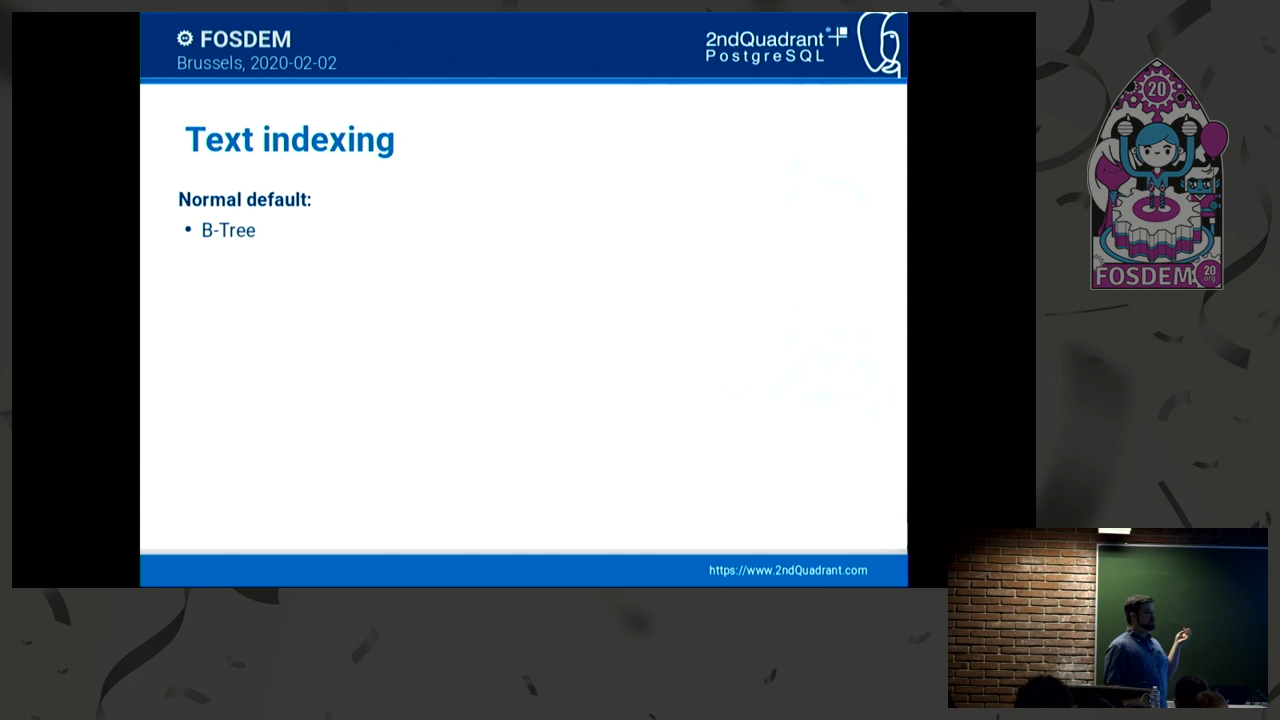 FOSDEM
Brussels, 2020-02-02
2ndQuadrant
PostgreSQL
Text indexing
Normal default:
• B-Tree
https://www.2ndQuadrant.com
20
FOSDEM
20
.org